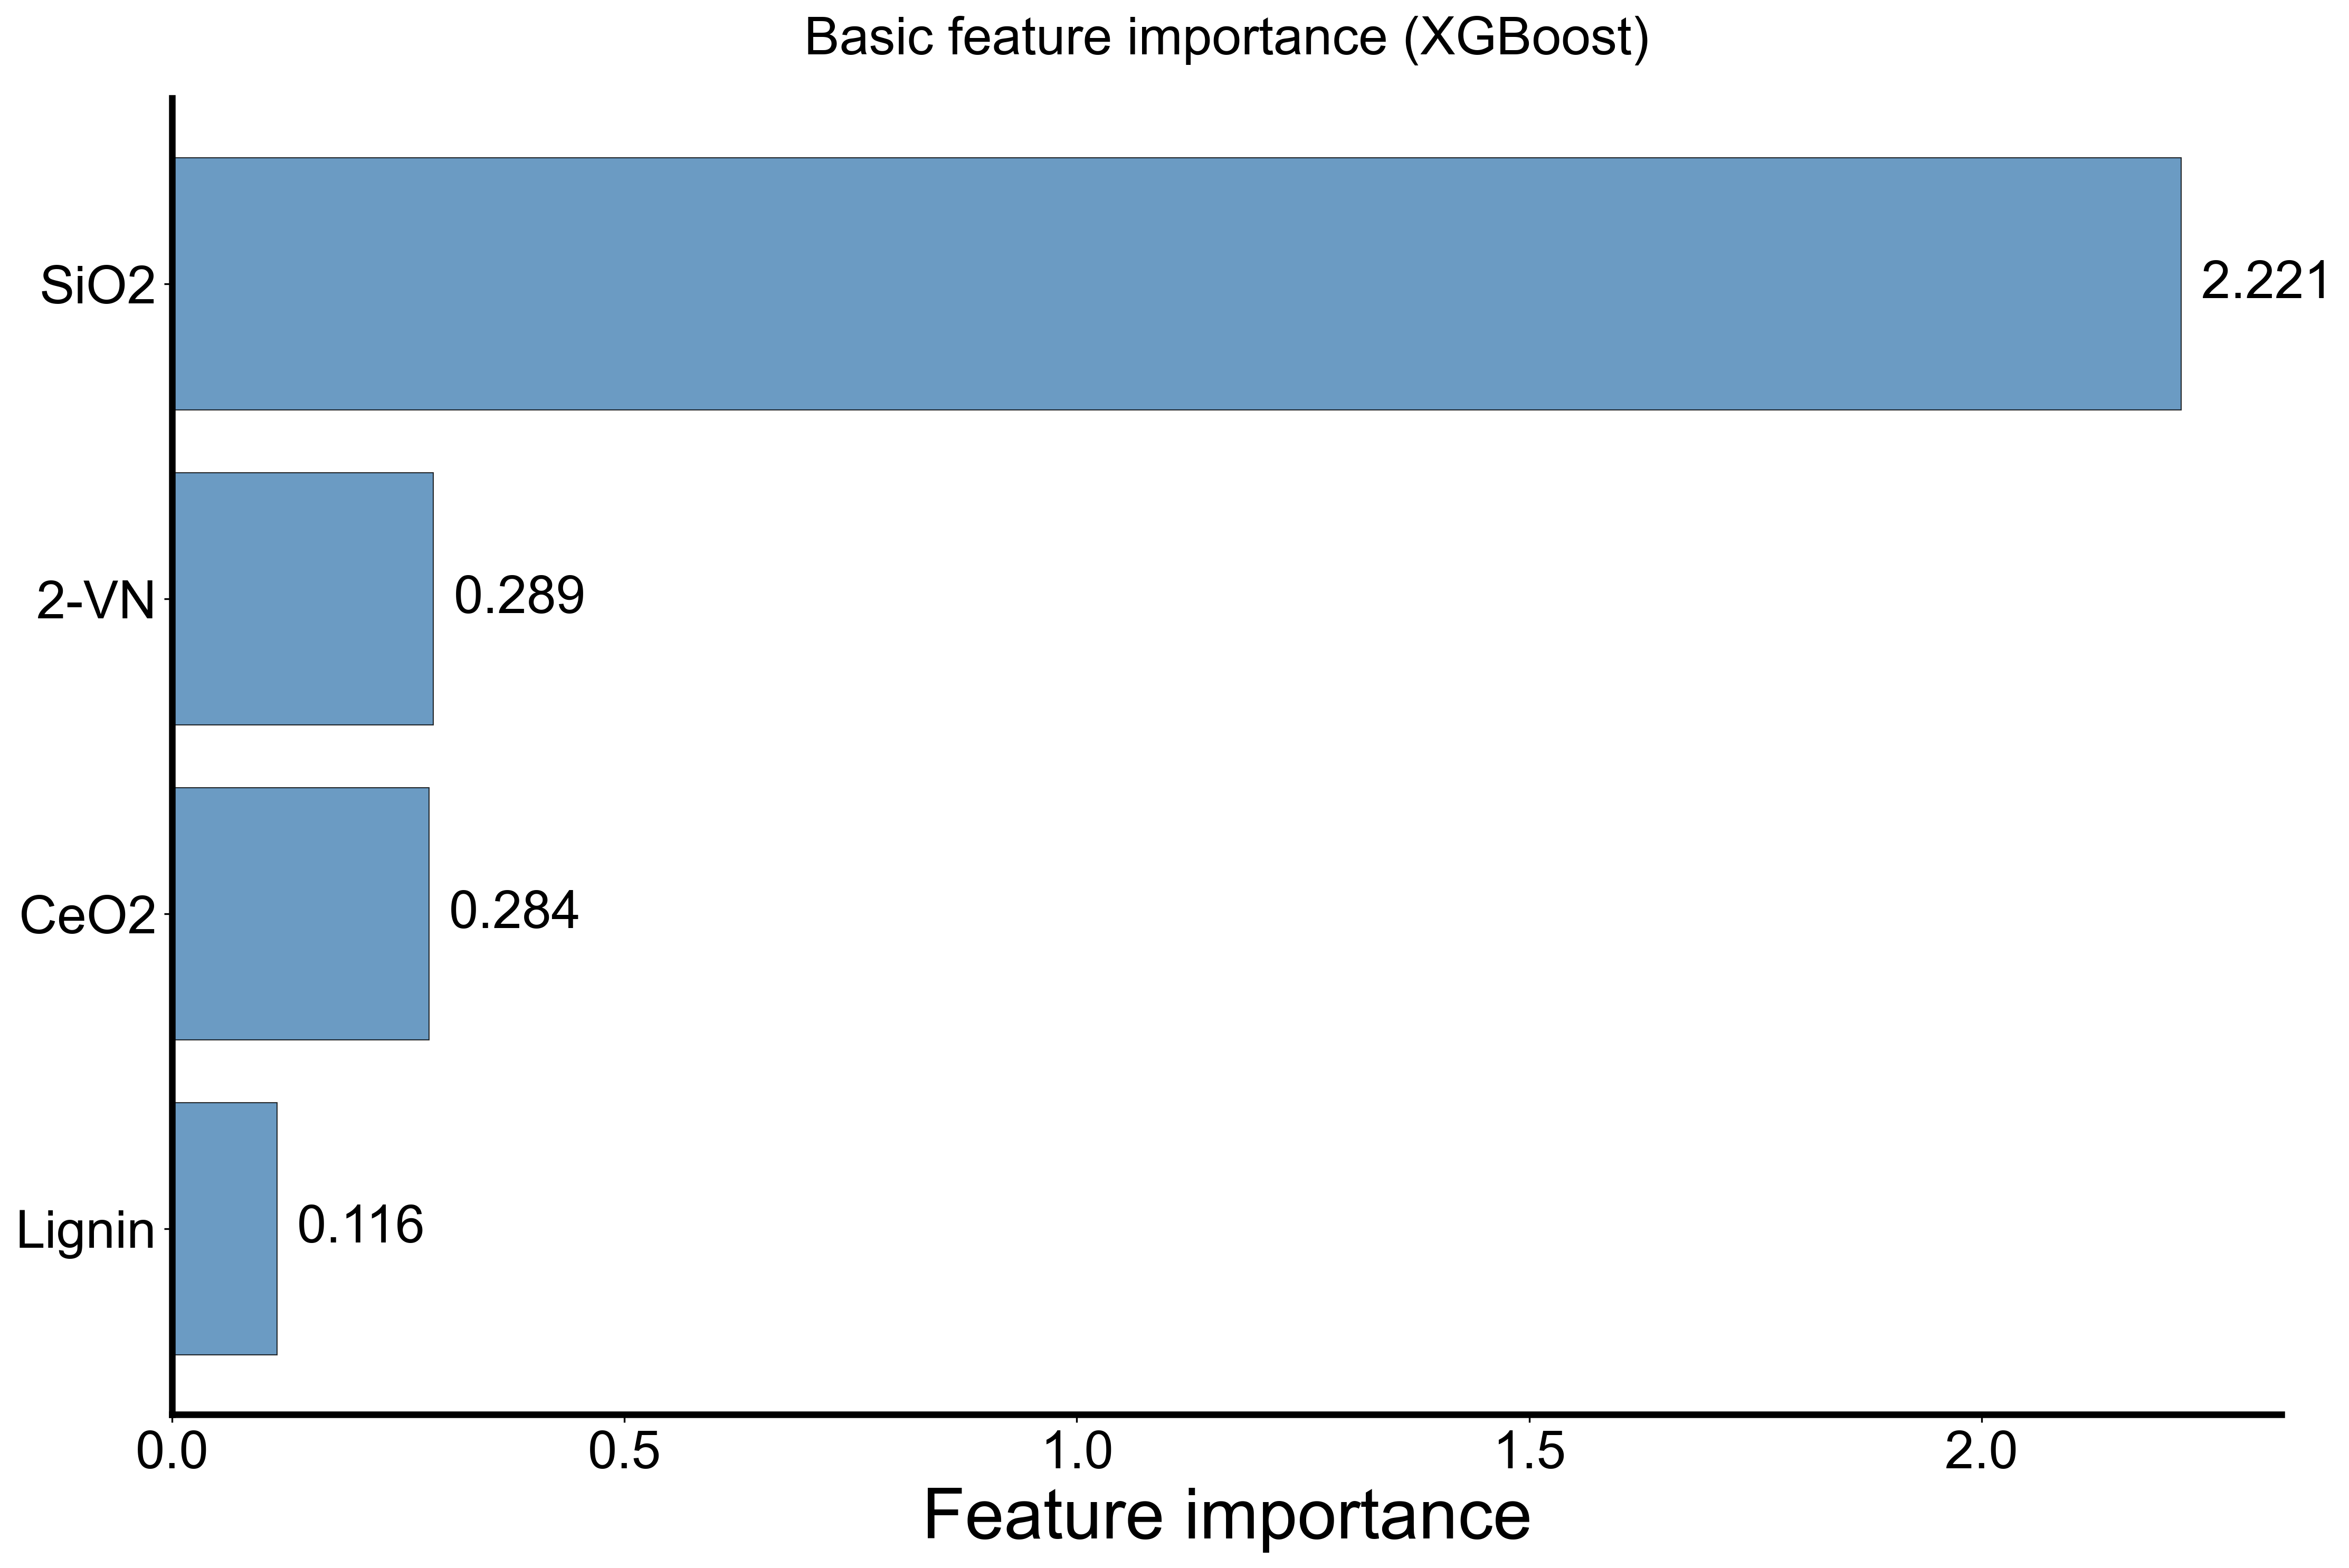 Basic feature importance (XGBoost)
SiO2
2.221
2-VN
0.289
CeO2
0.284
Lignin
0.116
0.0 0.5 1.0 1.5 2.0
Feature importance